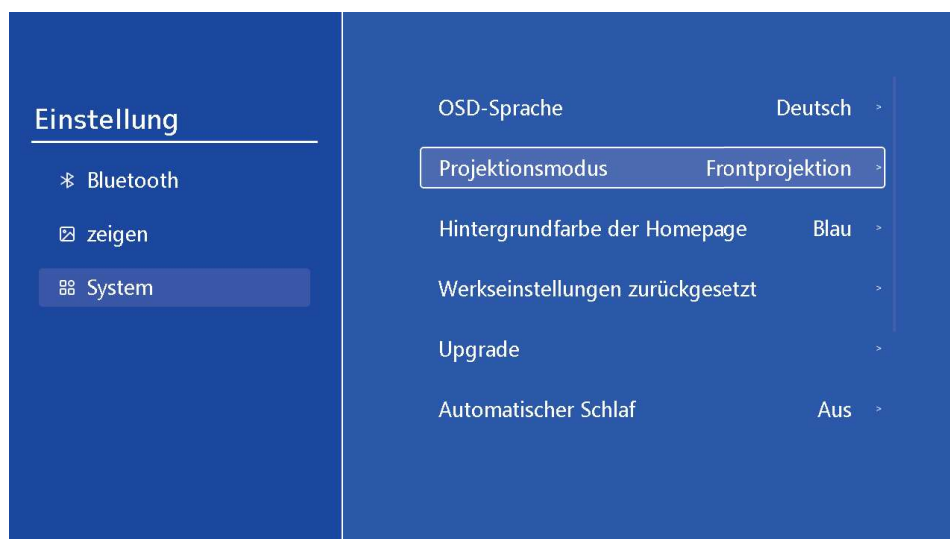 Einstellung
Bluetooth
zeigen
System
OSD-Sprache Deutsch >
Projektionsmodus Frontprojektion >
Hintergrundfarbe der Homepage Blau >
Werkseinstellungen zurückgesetzt >
Upgrade >
Automatischer Schlaf Aus >